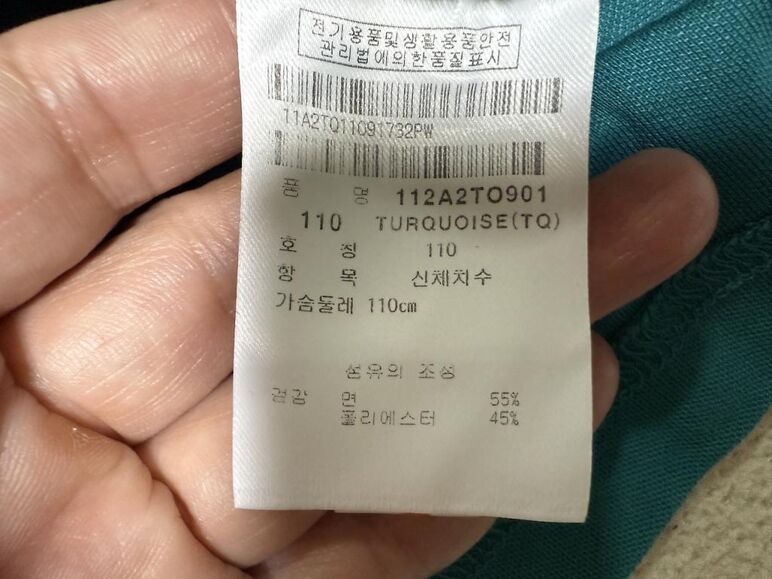 전기용품및생활용품안전
관리법에의한품질표시
11A2TQ11091732PW
품 명 112A2TO901
110 TURQUOISE(TQ)
호 칭 110
항 목 신체치수
가슴둘레 110cm
섬유의 조성
겉감 면 55%
폴리에스터 45%